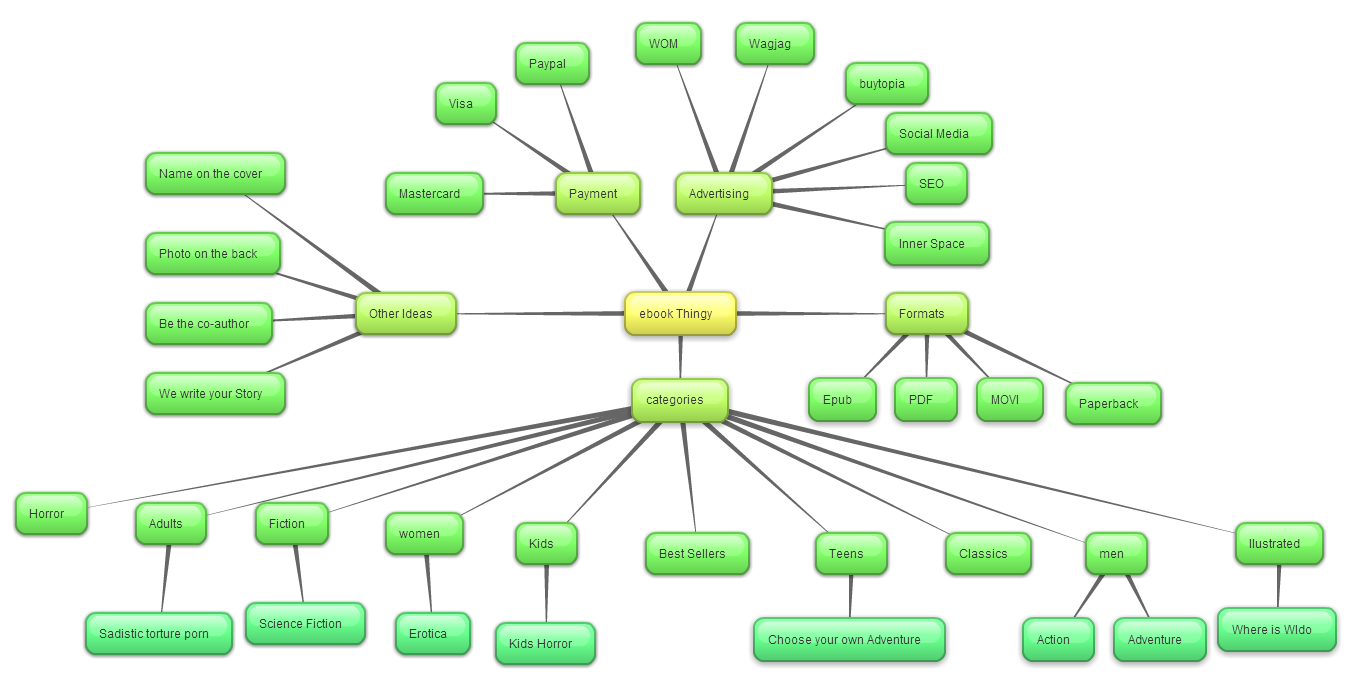 WOM
Wagjag
Paypal
buytopia
Visa
Social Media
Name on the cover
Mastercard
Payment
Advertising
SEO
Photo on the back
Inner Space
Be the co-author
Other Ideas
ebook Thingy
Formats
We write your Story
categories
Epub
PDF
MOVI
Paperback
Horror
Adults
Fiction
women
Kids
Best Sellers
Teens
Classics
men
Ilustrated
Sadistic torture porn
Science Fiction
Erotica
Kids Horror
Choose your own Adventure
Action
Adventure
Where is Wldo